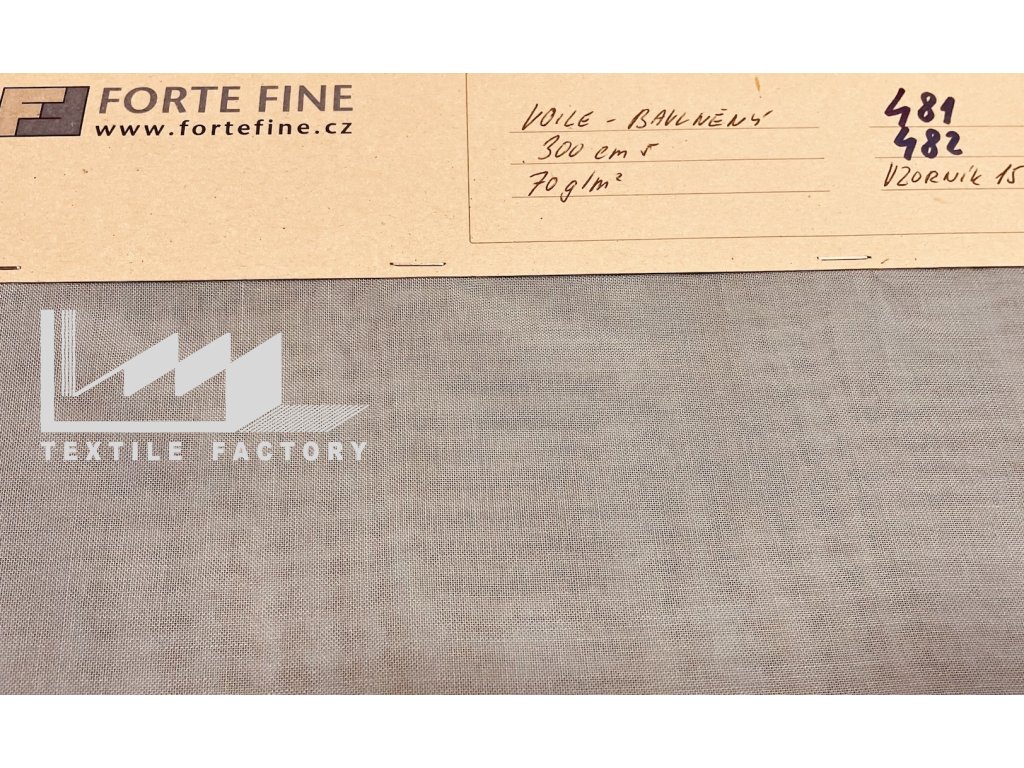 FORTE FINE
www.fortefine.cz
VOILE - BAVLNĚNÝ
300 cm š
70 g/m²
481
482
VZORNÍK 15
TEXTILE FACTORY